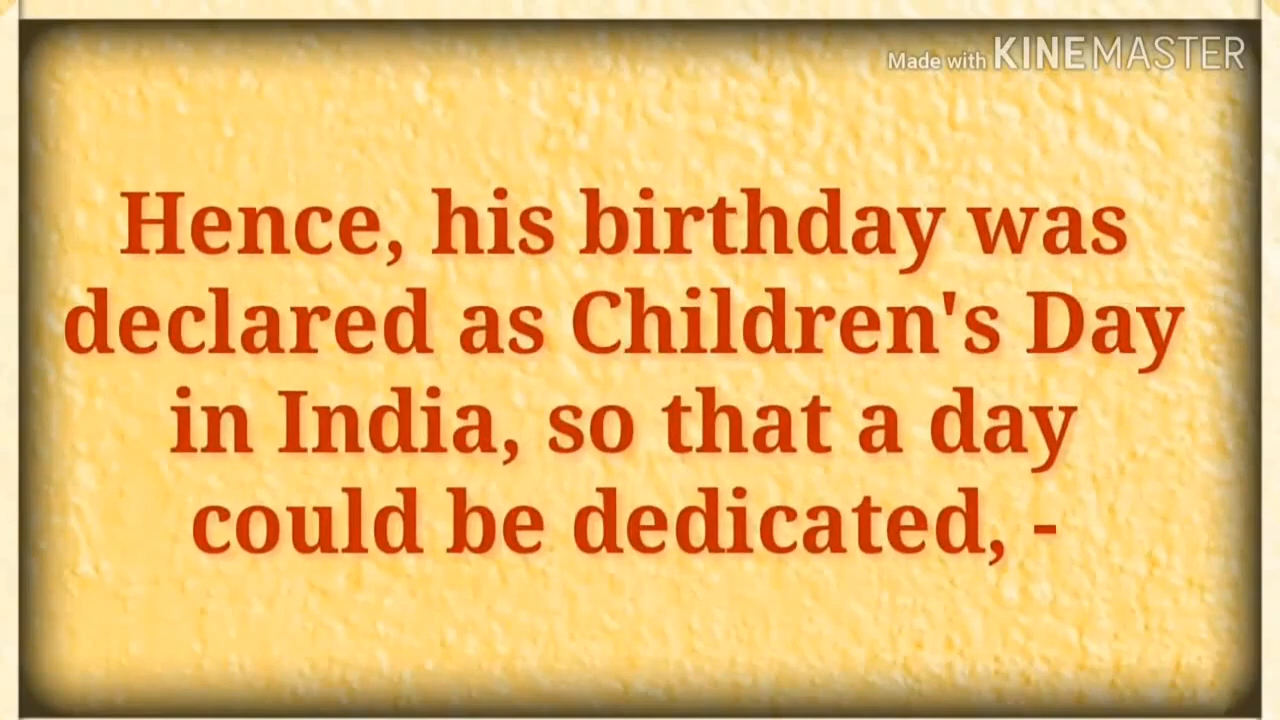 Made with KINEMASTER
Hence, his birthday was
declared as Children's Day
in India, so that a day
could be dedicated, -